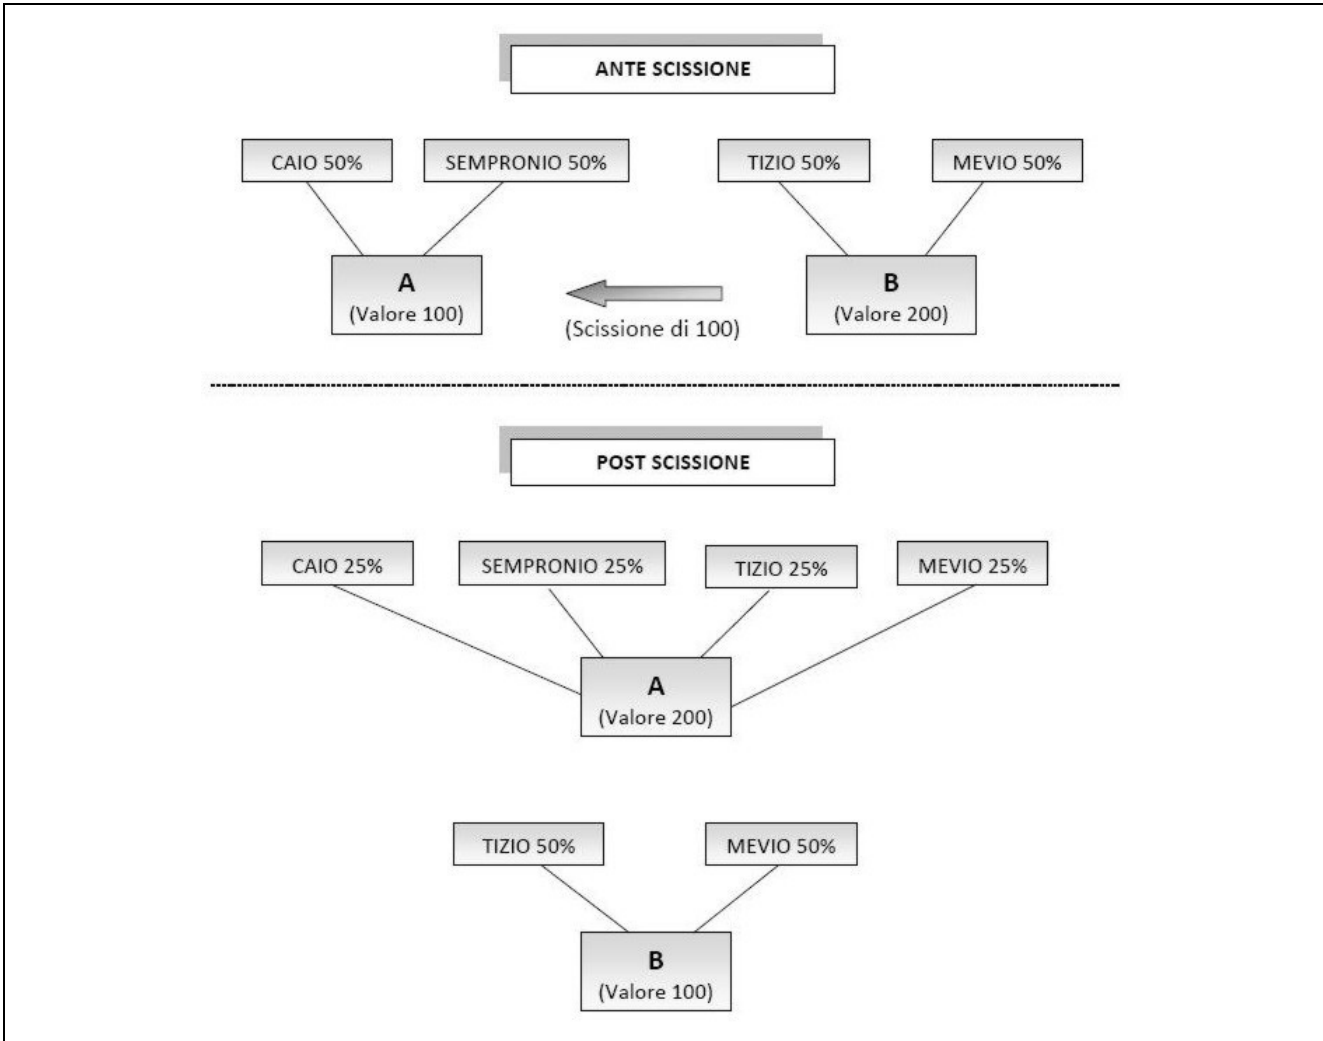 ANTE SCISSIONE
CAIO 50%
SEMPRONIO 50%
TIZIO 50%
MEVIO 50%
A
(Valore 100)
(Scissione di 100)
B
(Valore 200)
POST SCISSIONE
CAIO 25%
SEMPRONIO 25%
TIZIO 25%
MEVIO 25%
A
(Valore 200)
TIZIO 50%
MEVIO 50%
B
(Valore 100)